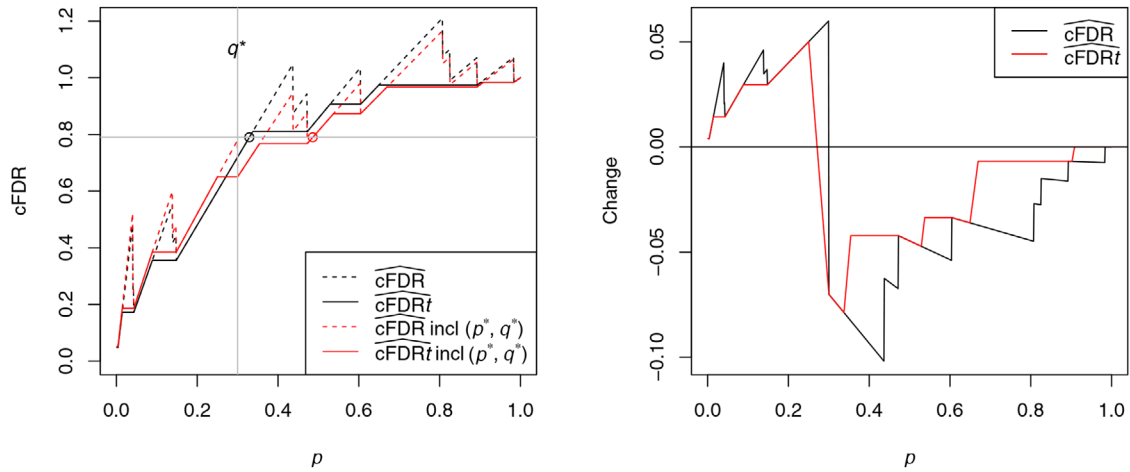 q*
cFDR
0.0 0.2 0.4 0.6 0.8 1.0 1.2
0.0 0.2 0.4 0.6 0.8 1.0
p
cFDR
cFDRt
cFDR incl (p*, q*)
cFDRt incl (p*, q*)
Change
−0.10 −0.05 0.00 0.05
0.0 0.2 0.4 0.6 0.8 1.0
p
cFDR
cFDRt